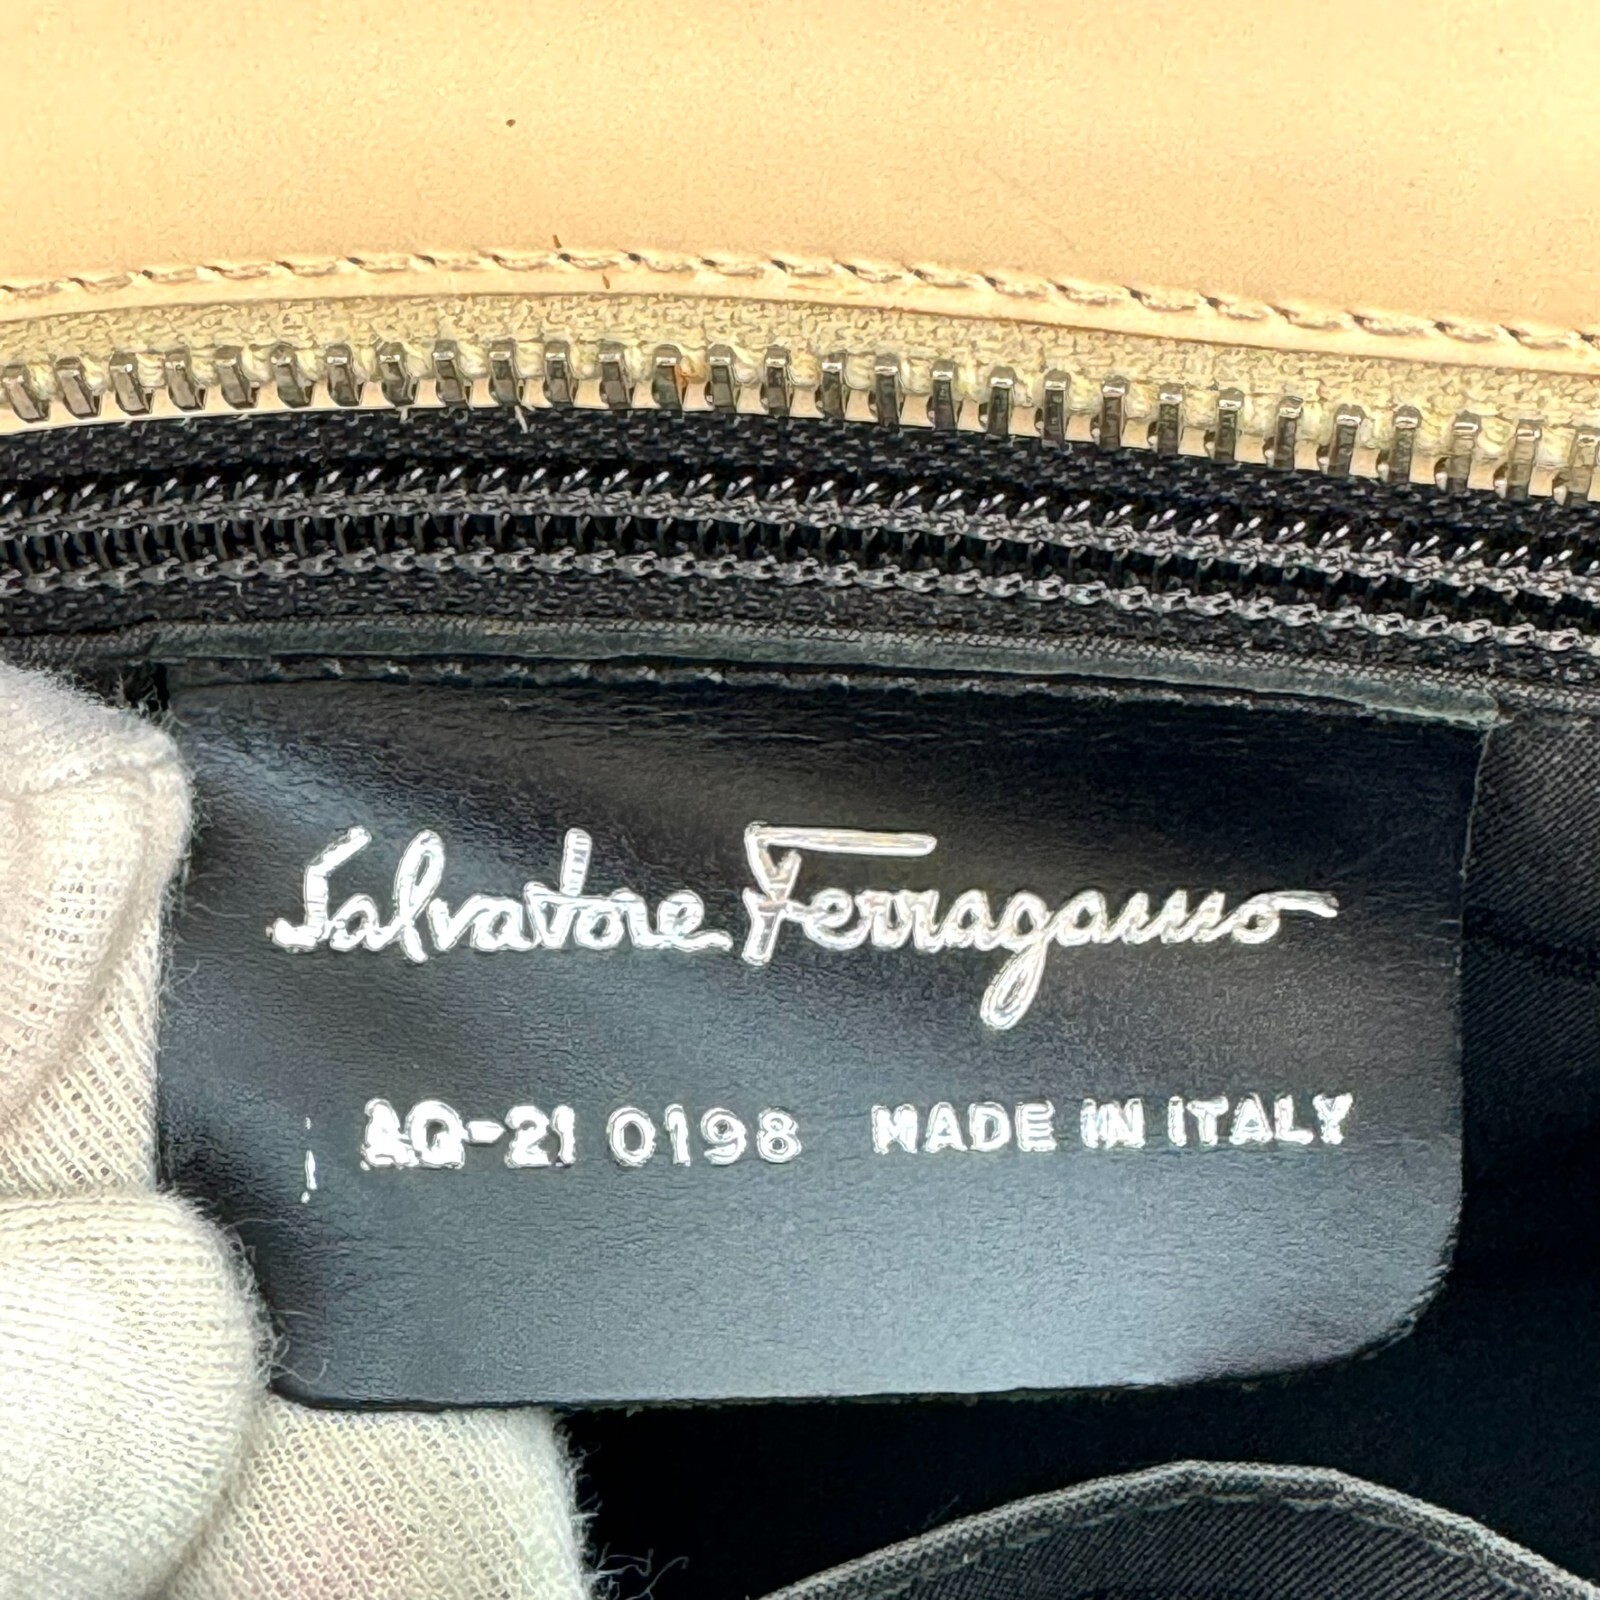 Salvatore Ferragamo
AQ-21 0198 MADE IN ITALY